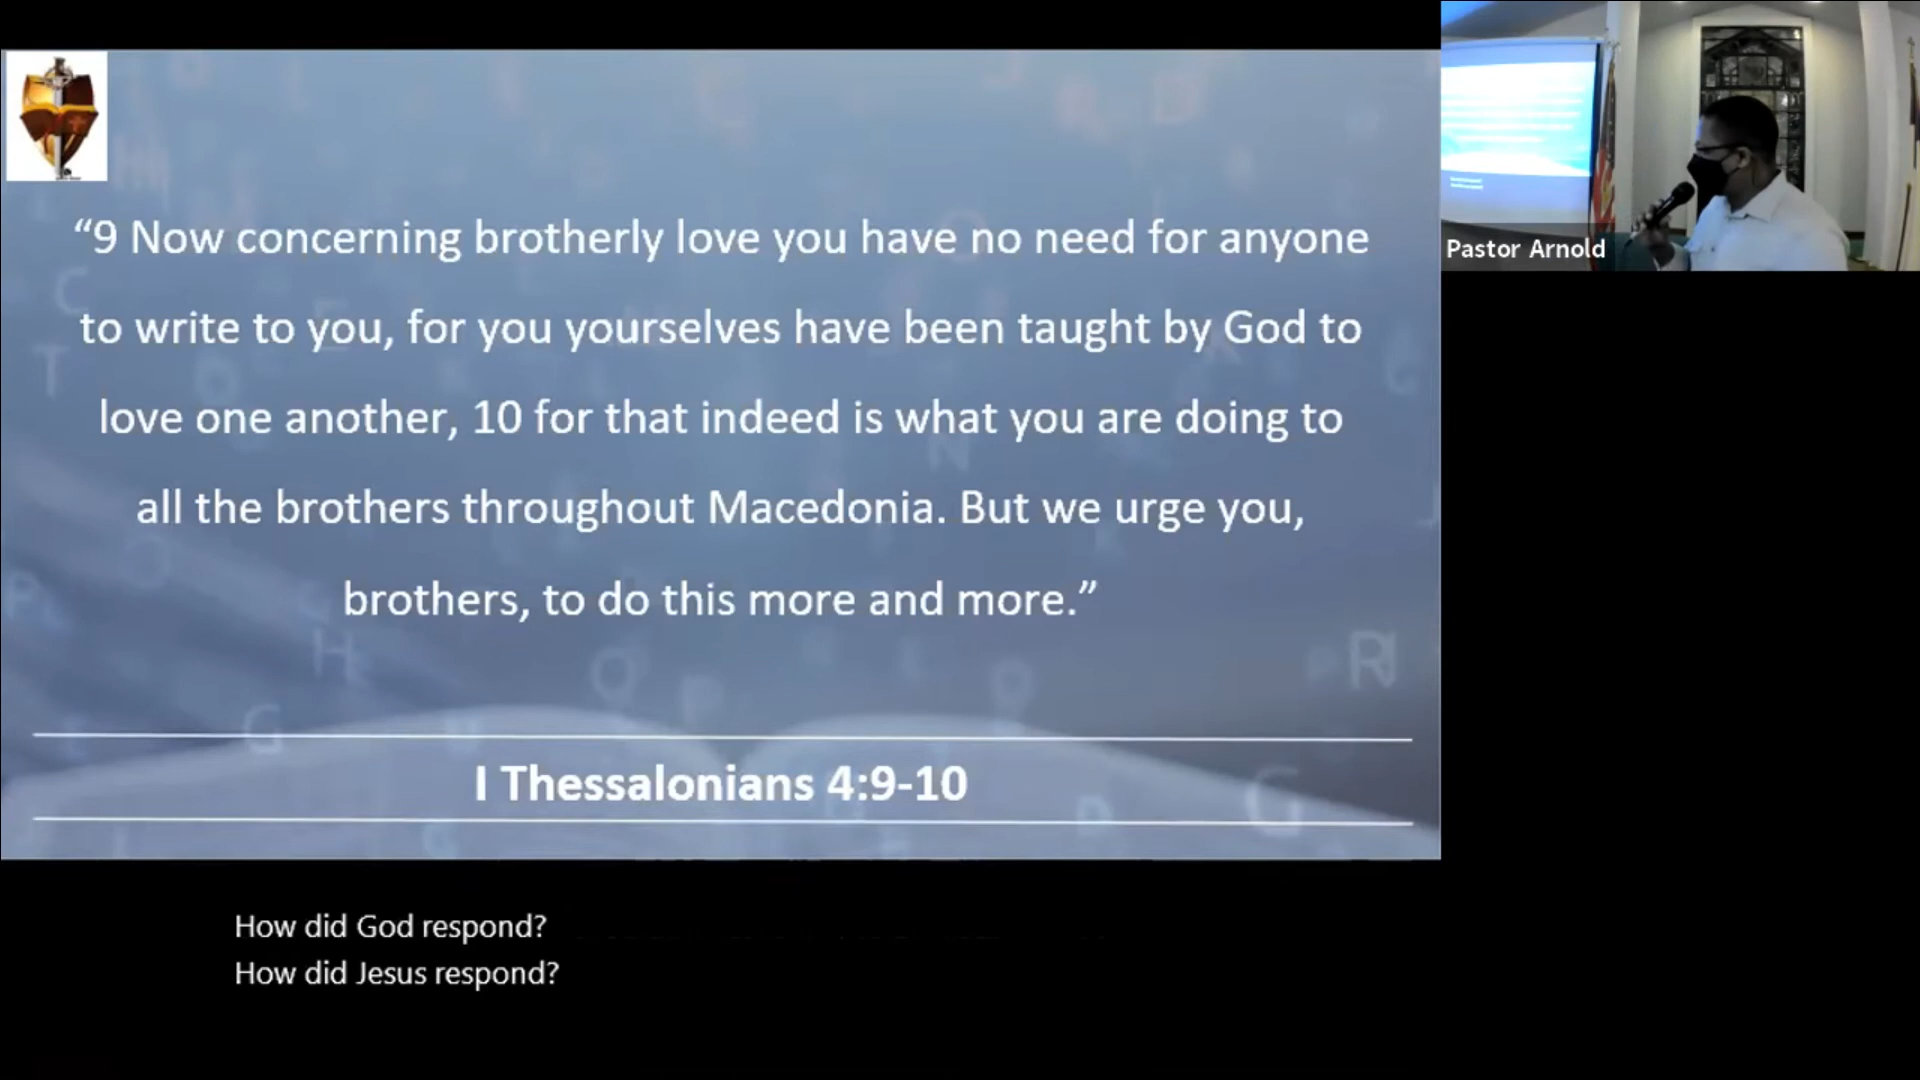 “9 Now concerning brotherly love you have no need for anyone
to write to you, for you yourselves have been taught by God to
love one another, 10 for that indeed is what you are doing to
all the brothers throughout Macedonia. But we urge you,
brothers, to do this more and more.”
I Thessalonians 4:9-10
How did God respond?
How did Jesus respond?
Pastor Arnold